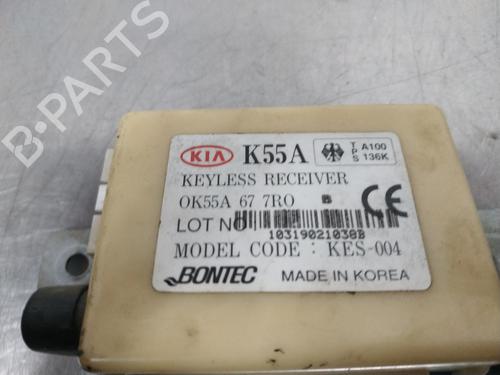 KIA K55A
T P S A100 136K
KEYLESS RECEIVER
OK55A 67 7RO B
LOT NO
10319021038B
MODEL CODE : KES-004
BONTEC MADE IN KOREA
CE
B-PARTS